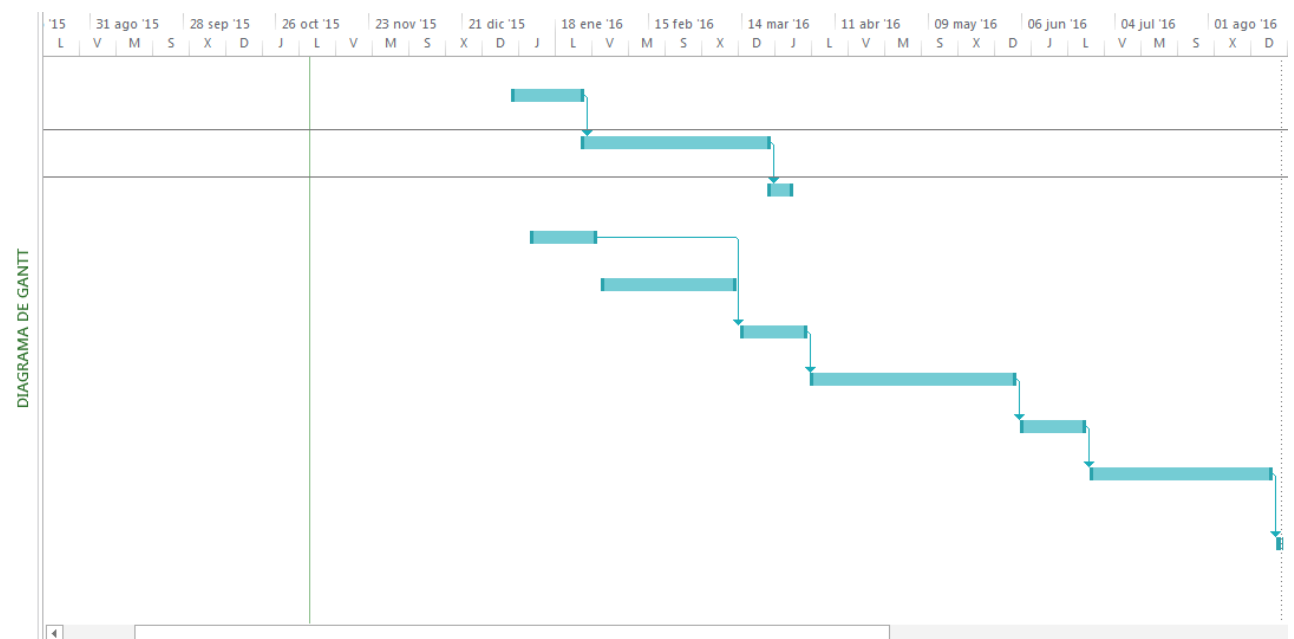 '15 31 ago '15 28 sep '15 26 oct '15 23 nov '15 21 dic '15 18 ene '16 15 feb '16 14 mar '16 11 abr '16 09 may '16 06 jun '16 04 jul '16 01 ago '16
L V M S X D J L V M S X D J L V M S X D J L V M S X D J L V M S X D
DIAGRAMA DE GANTT